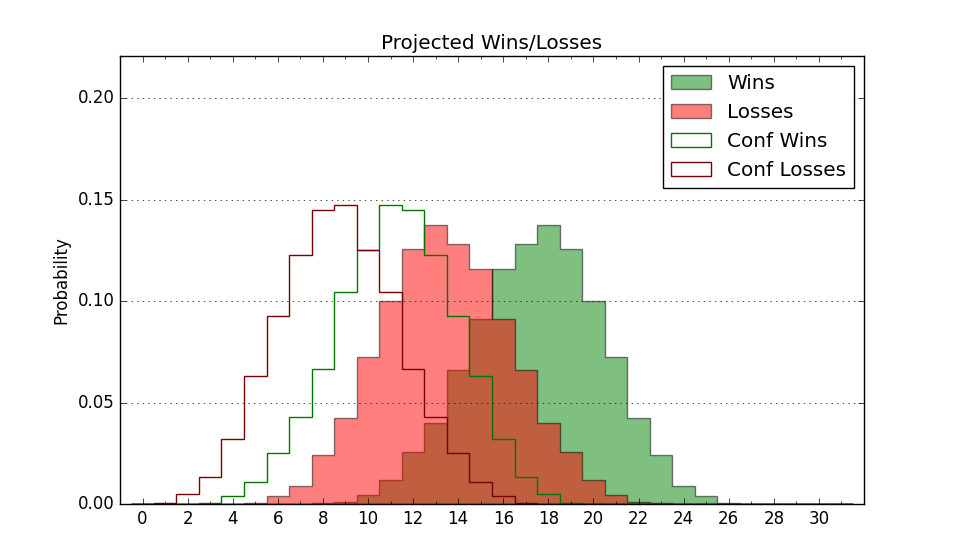 Projected Wins/Losses
Wins
Losses
Conf Wins
Conf Losses
Probability
0.20
0.15
0.10
0.05
0.00
0 2 4 6 8 10 12 14 16 18 20 22 24 26 28 30